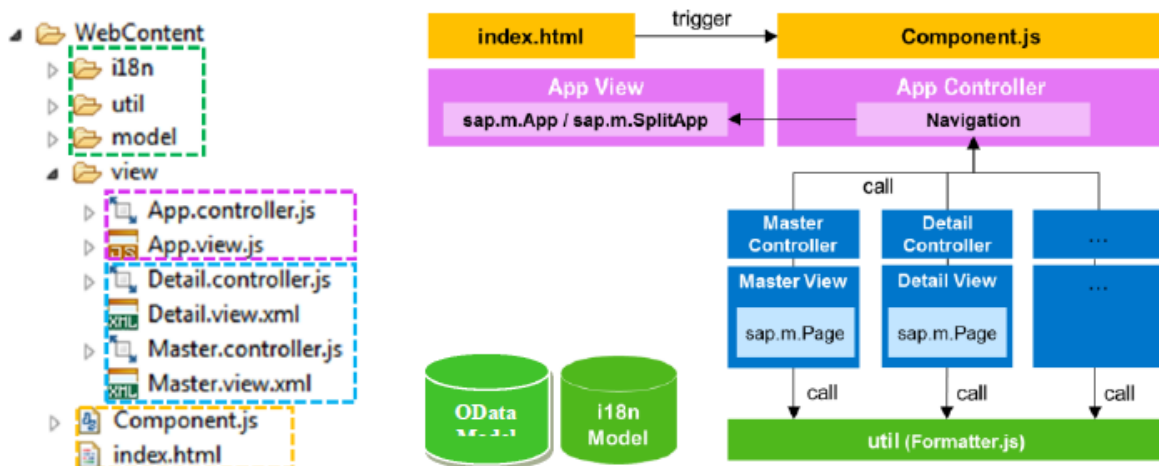 WebContent
i18n
util
model
view
App.controller.js
App.view.js
Detail.controller.js
Detail.view.xml
Master.controller.js
Master.view.xml
Component.js
index.html
index.html
trigger
Component.js
App View
sap.m.App / sap.m.SplitApp
App Controller
Navigation
call
Master
Controller
Detail
Controller
...
Master View
sap.m.Page
Detail View
sap.m.Page
...
call
call
call
OData
Model
i18n
Model
util (Formatter.js)